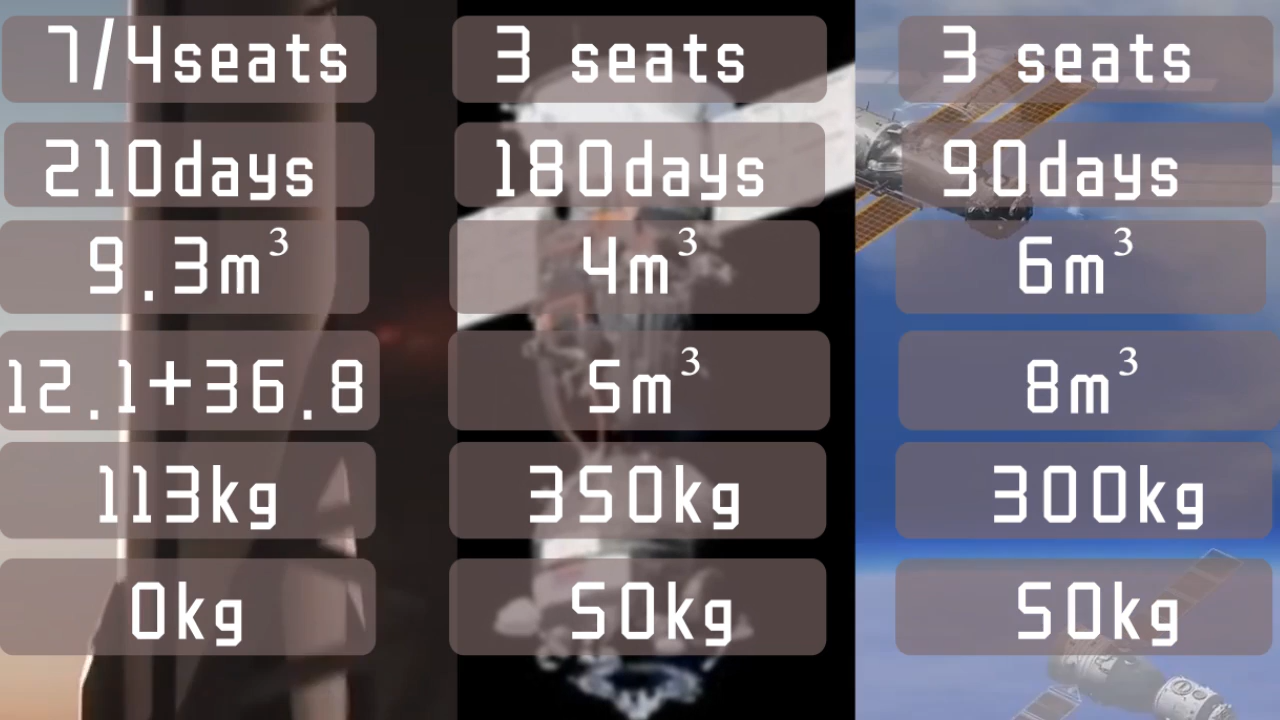 7/4seats 3 seats 3 seats
210days 180days 90days
9.3m³ 4m³ 6m³
12.1+36.8 5m³ 8m³
113kg 350kg 300kg
0kg 50kg 50kg